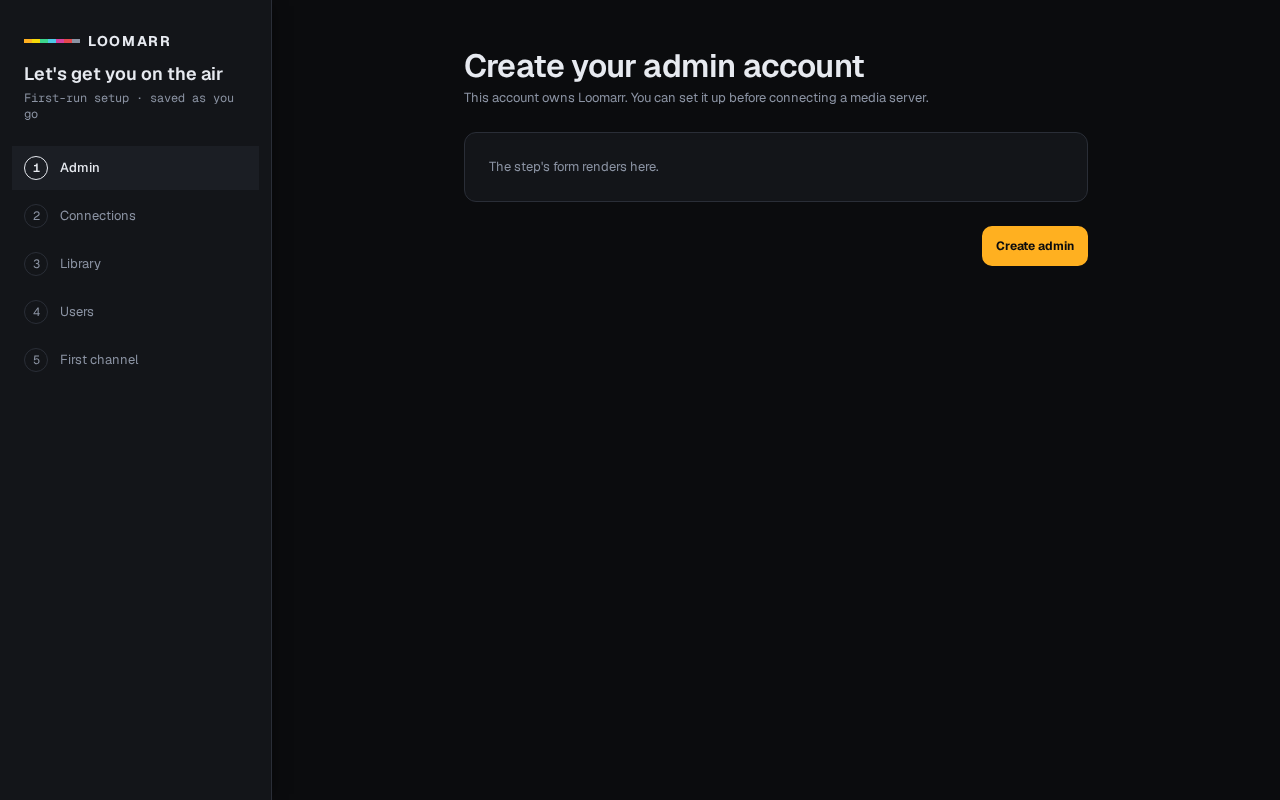 LOOMARR
Let's get you on the air
First-run setup · saved as you
go
1 Admin
2 Connections
3 Library
4 Users
5 First channel
Create your admin account
This account owns Loomarr. You can set it up before connecting a media server.
The step's form renders here.
Create admin